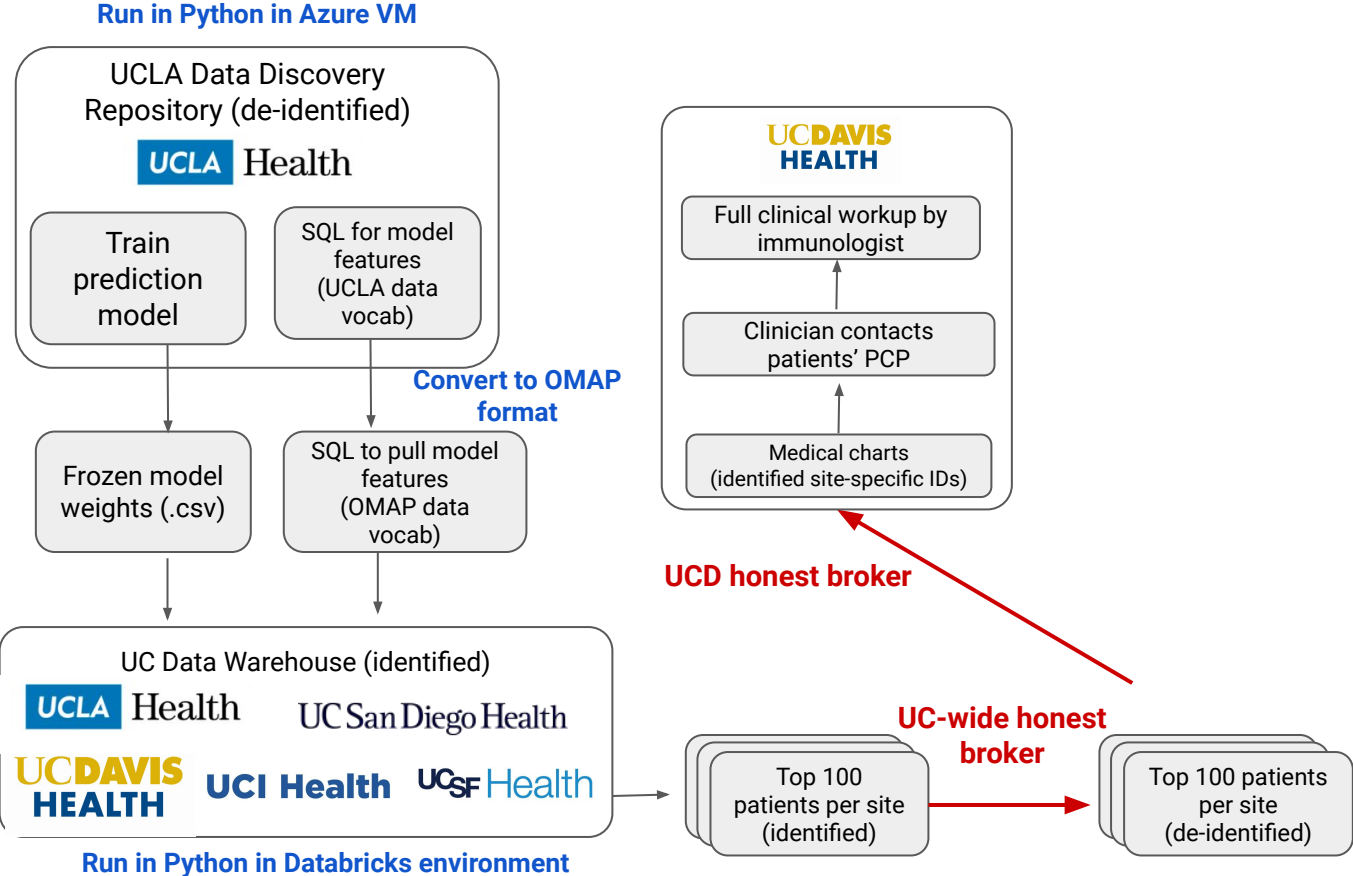 Run in Python in Azure VM
UCLA Data Discovery
Repository (de-identified)
UCLA Health
Train
prediction
model
SQL for model
features
(UCLA data
vocab)
Convert to OMAP
format
Frozen model
weights (.csv)
SQL to pull model
features
(OMAP data
vocab)
UC Data Warehouse (identified)
UCLA Health
UC San Diego Health
UCDAVIS
HEALTH
UCI Health
UCSF Health
Run in Python in Databricks environment
Top 100
patients per site
(identified)
UC-wide honest
broker
Top 100 patients
per site
(de-identified)
UCD honest broker
UCDAVIS
HEALTH
Full clinical workup by
immunologist
Clinician contacts
patients’ PCP
Medical charts
(identified site-specific IDs)